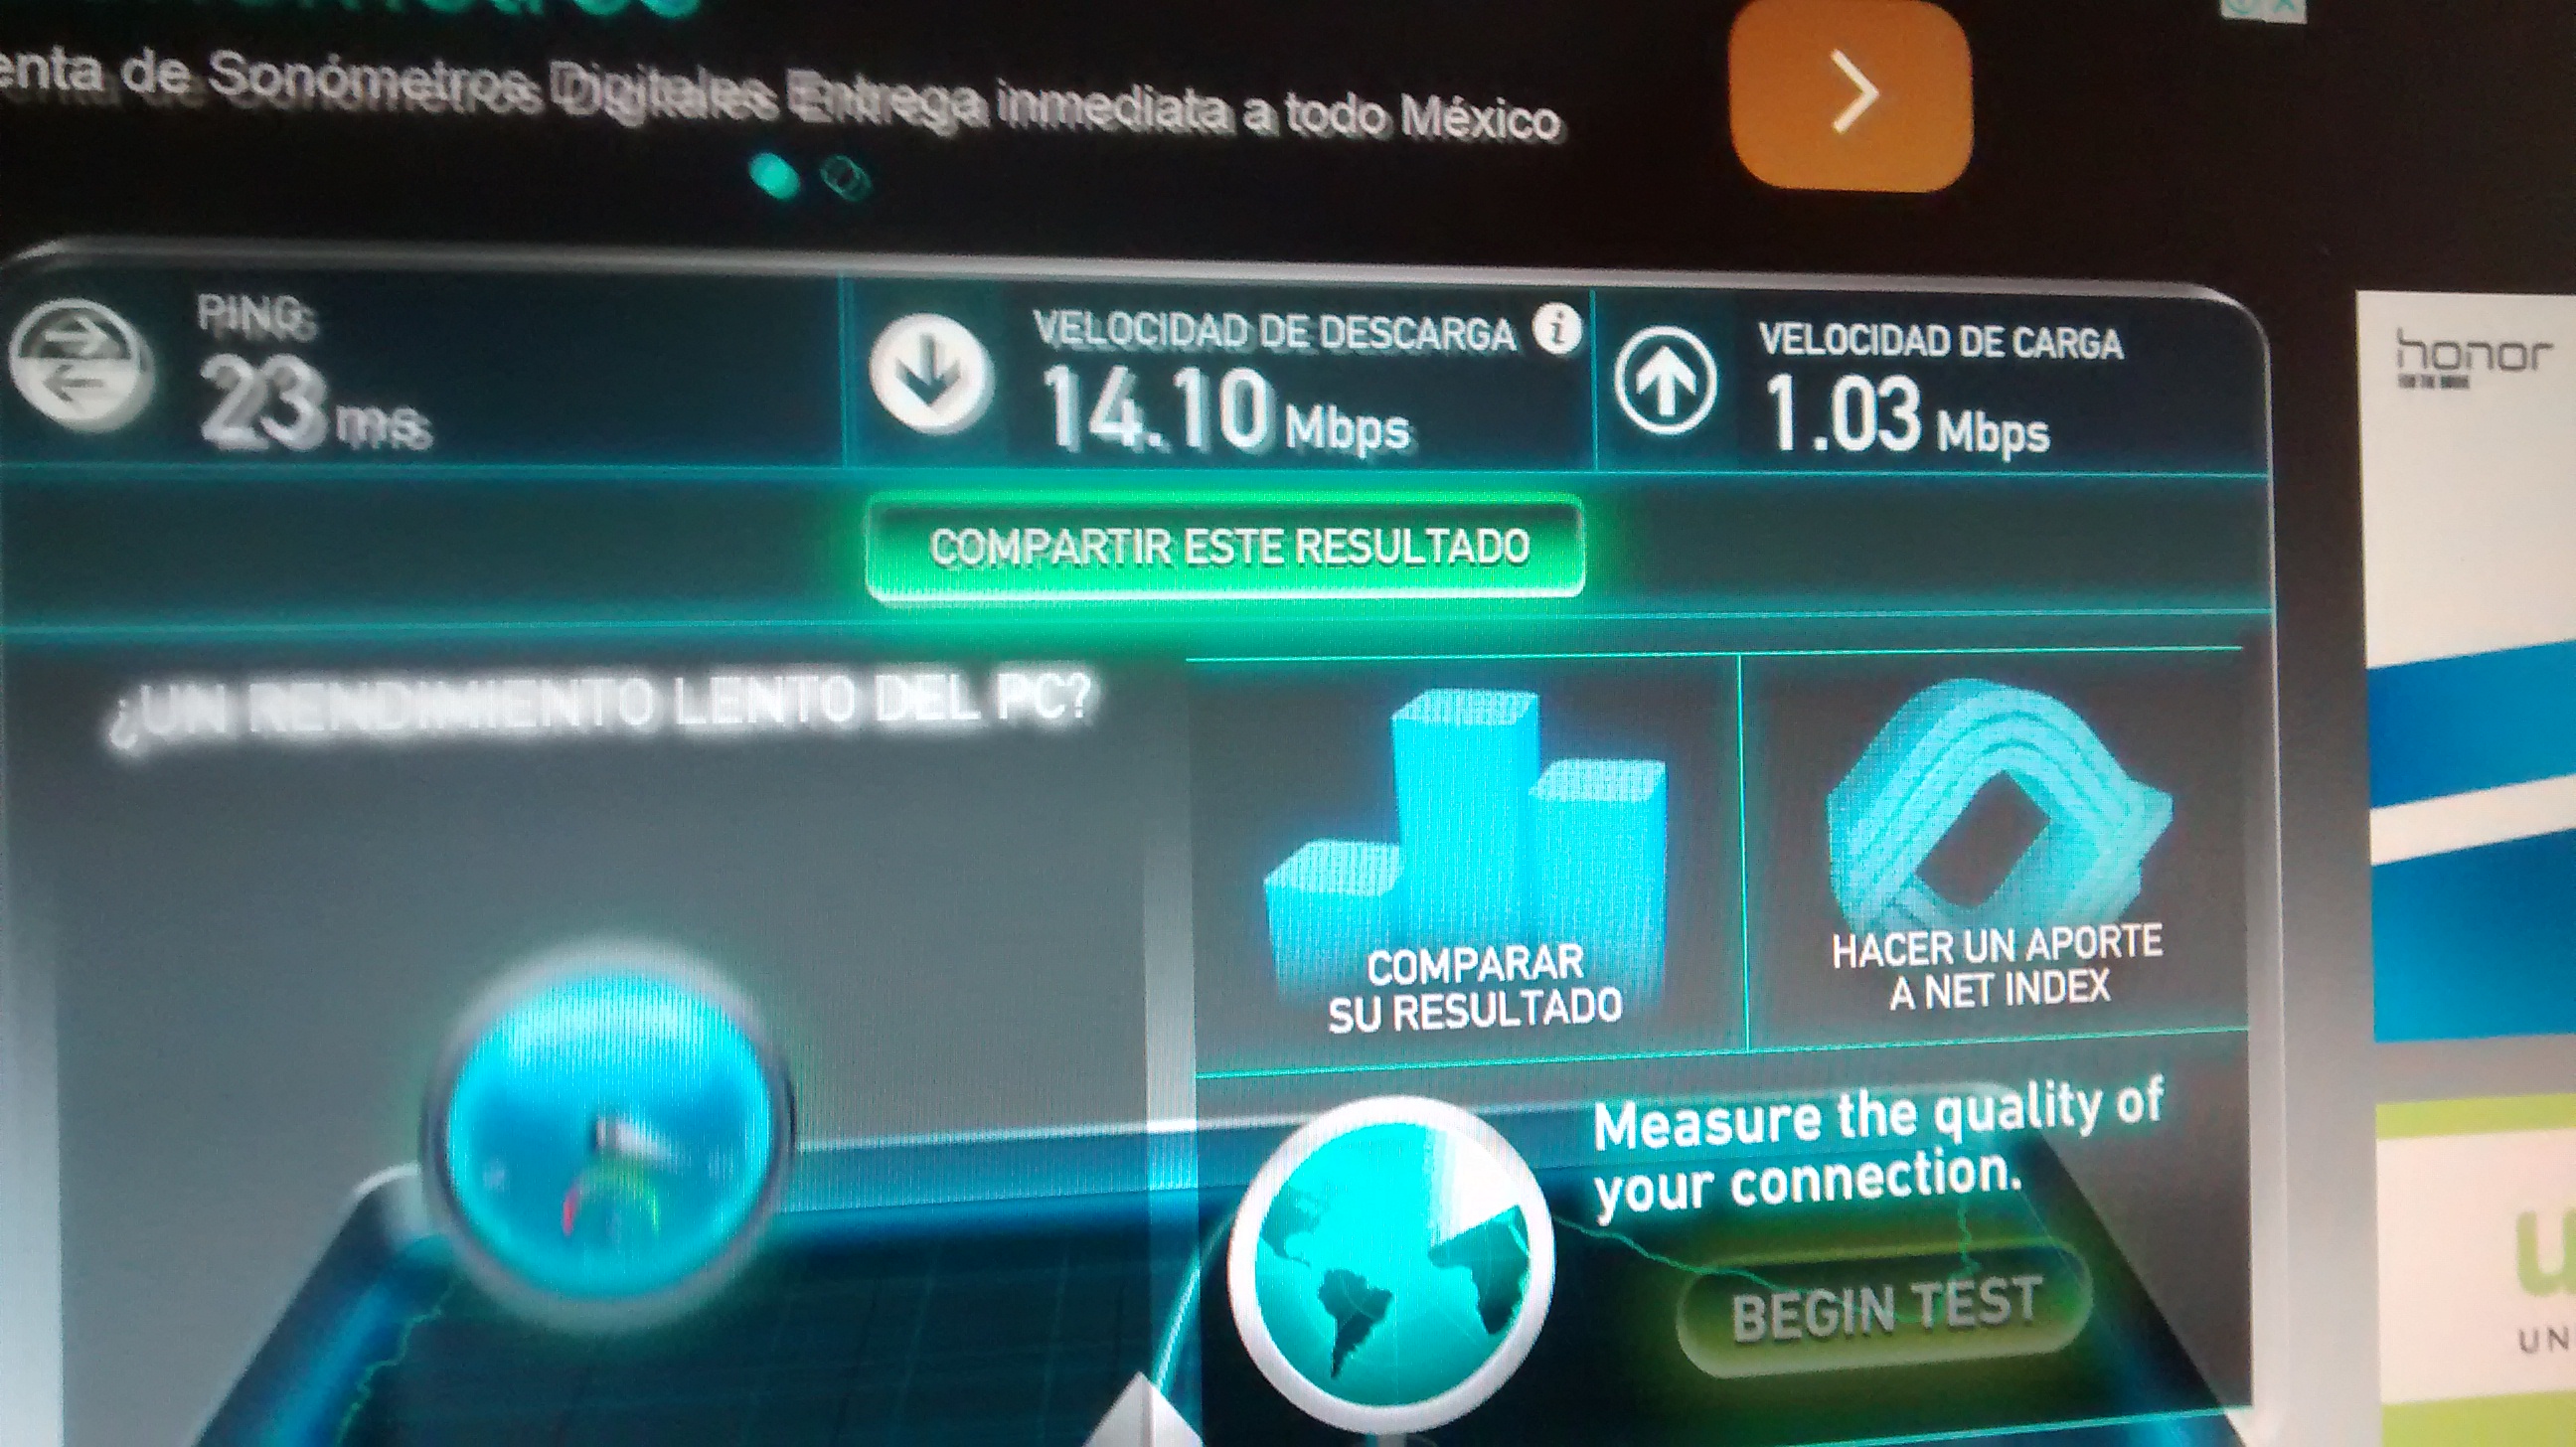 enta de Sonómetros Digitales Entrega inmediata a todo México
PING
23 ms
VELOCIDAD DE DESCARGA
14.10 Mbps
VELOCIDAD DE CARGA
1.03 Mbps
honor
COMPARTIR ESTE RESULTADO
¿UN RENDIMIENTO LENTO DEL PC?
COMPARAR
SU RESULTADO
HACER UN APORTE
A NET INDEX
Measure the quality of
your connection.
BEGIN TEST
u
UN